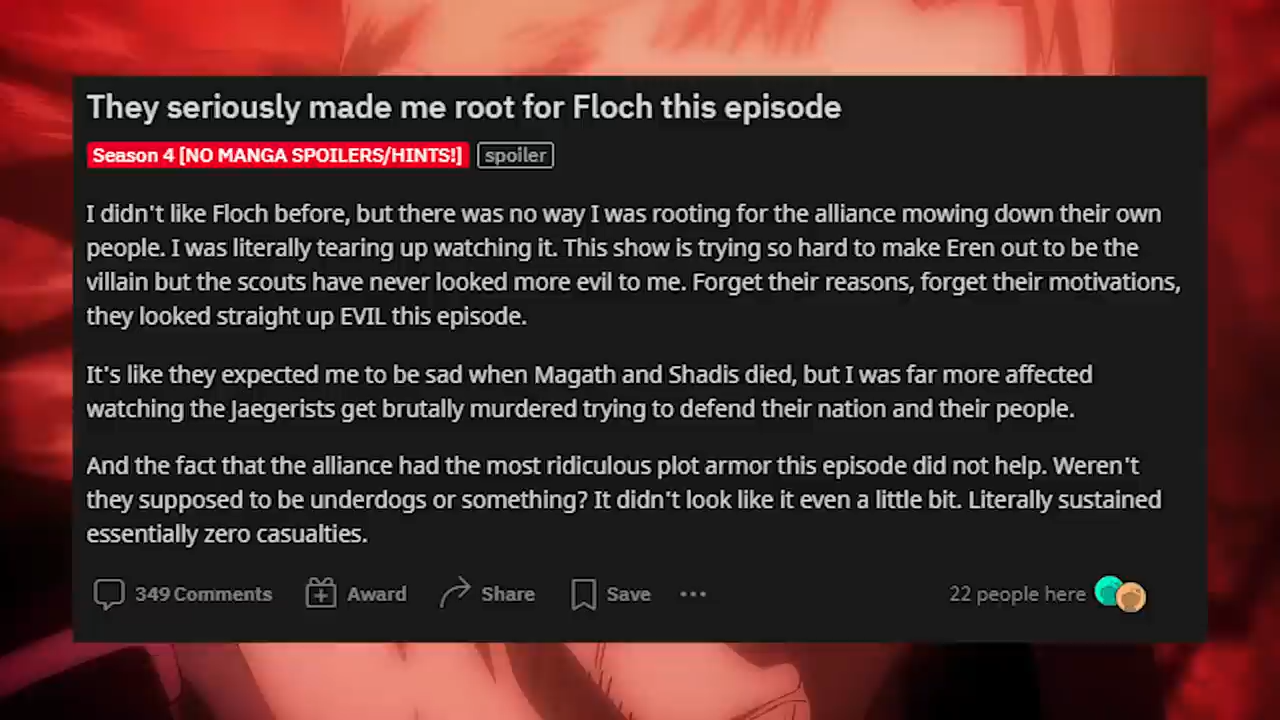 They seriously made me root for Floch this episode
Season 4 [NO MANGA SPOILERS/HINTS!] spoiler
I didn't like Floch before, but there was no way I was rooting for the alliance mowing down their own
people. I was literally tearing up watching it. This show is trying so hard to make Eren out to be the
villain but the scouts have never looked more evil to me. Forget their reasons, forget their motivations,
they looked straight up EVIL this episode.
It's like they expected me to be sad when Magath and Shadis died, but I was far more affected
watching the Jaegerists get brutally murdered trying to defend their nation and their people.
And the fact that the alliance had the most ridiculous plot armor this episode did not help. Weren't
they supposed to be underdogs or something? It didn't look like it even a little bit. Literally sustained
essentially zero casualties.
349 Comments Award Share Save ••• 22 people here